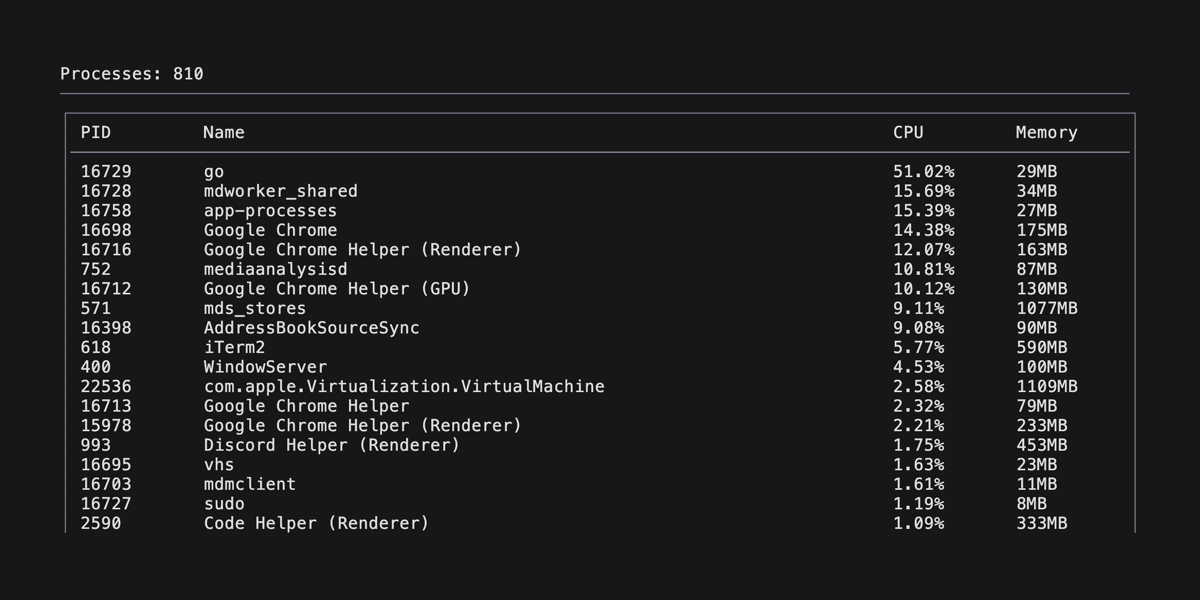 Processes: 810
PID Name CPU Memory
16729 go 51.02% 29MB
16728 mdworker_shared 15.69% 34MB
16758 app-processes 15.39% 27MB
16698 Google Chrome 14.38% 175MB
16716 Google Chrome Helper (Renderer) 12.07% 163MB
752 mediaanalysisd 10.81% 87MB
16712 Google Chrome Helper (GPU) 10.12% 130MB
571 mds_stores 9.11% 1077MB
16398 AddressBookSourceSync 9.08% 90MB
618 iTerm2 5.77% 590MB
400 WindowServer 4.53% 100MB
22536 com.apple.Virtualization.VirtualMachine 2.58% 1109MB
16713 Google Chrome Helper 2.32% 79MB
15978 Google Chrome Helper (Renderer) 2.21% 233MB
993 Discord Helper (Renderer) 1.75% 453MB
16695 vhs 1.63% 23MB
16703 mdmclient 1.61% 11MB
16727 sudo 1.19% 8MB
2590 Code Helper (Renderer) 1.09% 333MB